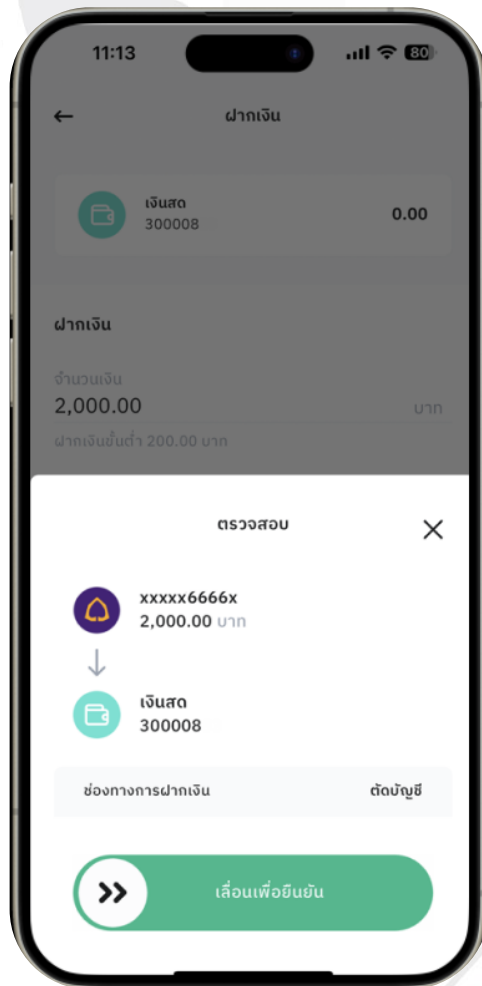 11:13
80
ฝากเงิน
เงินสด
300008
0.00
ฝากเงิน
จำนวนเงิน
2,000.00 บาท
ฝากเงินขั้นต่ำ 200.00 บาท
ตรวจสอบ
xxxxx6666x
2,000.00 บาท
เงินสด
300008
ช่องทางการฝากเงิน ตัดบัญชี
เลื่อนเพื่อยืนยัน